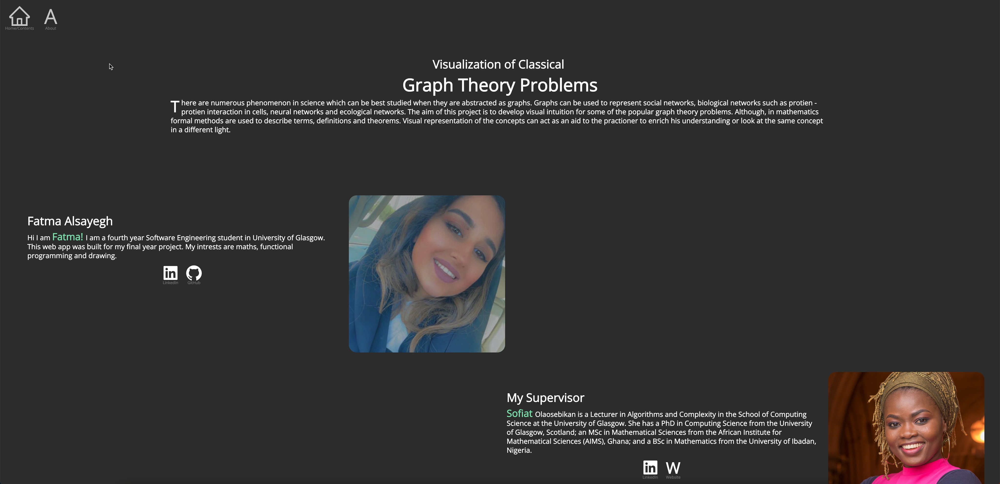 Home/Contents
About
Visualization of Classical
Graph Theory Problems
There are numerous phenomenon in science which can be best studied when they are abstracted as graphs. Graphs can be used to represent social networks, biological networks such as protien -
protien interaction in cells, neural networks and ecological networks. The aim of this project is to develop visual intuition for some of the popular graph theory problems. Although, in mathematics
formal methods are used to describe terms, definitions and theorems. Visual representation of the concepts can act as an aid to the practioner to enrich his understanding or look at the same concept
in a different light.
Fatma Alsayegh
Hi I am Fatma! I am a fourth year Software Engineering student in University of Glasgow.
This web app was built for my final year project. My intrests are maths, functional
programming and drawing.
LinkedIn
GitHub
My Supervisor
Sofiat Olaosebikan is a Lecturer in Algorithms and Complexity in the School of Computing
Science at the University of Glasgow. She has a PhD in Computing Science from the University
of Glasgow, Scotland; an MSc in Mathematical Sciences from the African Institute for
Mathematical Sciences (AIMS), Ghana; and a BSc in Mathematics from the University of Ibadan,
Nigeria.
LinkedIn
Website